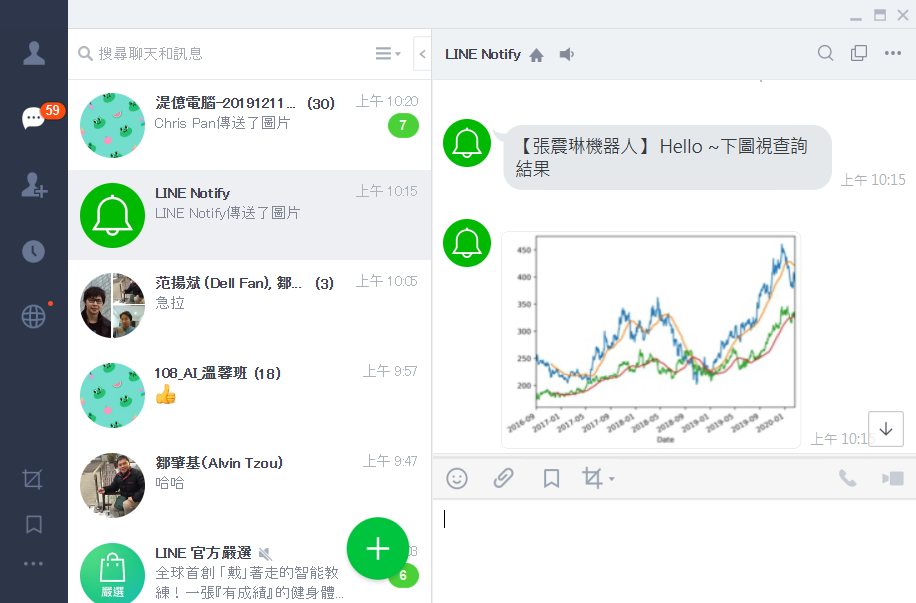 59
搜尋聊天和訊息
湜億電腦-20191211... (30)
上午 10:20
Chris Pan傳送了圖片
7
LINE Notify
上午 10:15
LINE Notify傳送了圖片
范揚斌 (Dell Fan), 鄒... (3)
上午 10:05
急拉
108_AI_溫馨班 (18)
上午 9:57
鄒肇基(Alvin Tzou)
上午 9:47
哈哈
LINE 官方嚴選
全球首創「戴」著走的智能教
練！一張『有成績』的健身體...
6
嚴選
LINE Notify
【張震琳機器人】 Hello ~下圖視查詢
結果
上午 10:15
450
400
350
300
250
200
2016-09
2017-01
2017-05
2017-09
2018-01
2018-05
2018-09
2019-01
2019-05
2019-09
2020-01
Date
上午 10:15